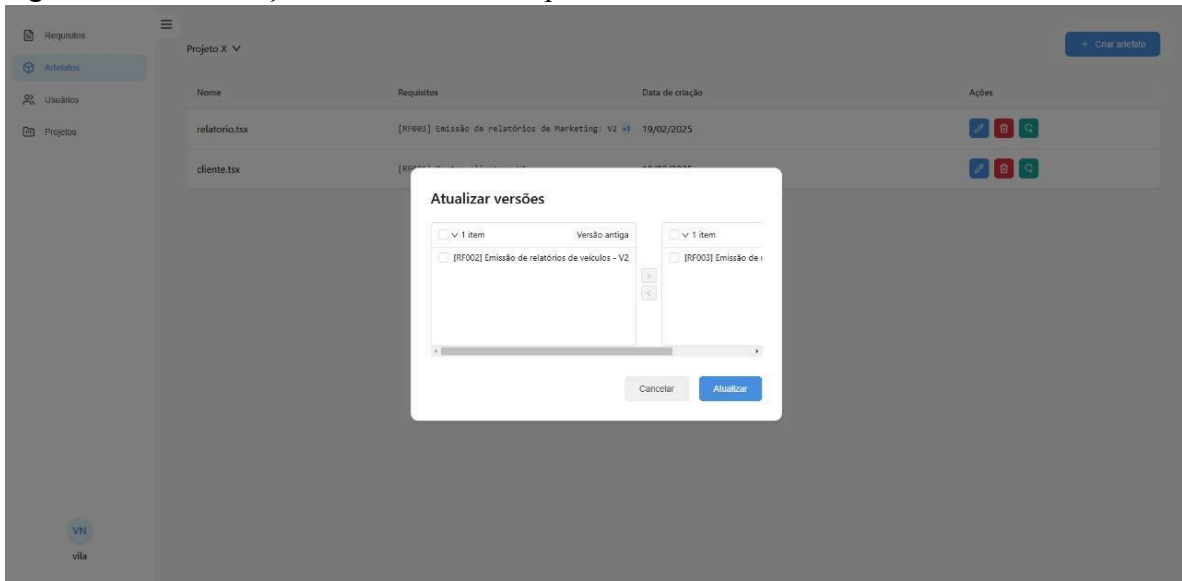 Requisitos
Artefatos
Usuários
Projetos
Projeto X
+ Criar artefato
Nome Requisitos Data de criação Ações
relatorio.tsx [RF003] Emissão de relatórios de Marketing: V2 +1 19/02/2025
cliente.tsx
Atualizar versões
1 item Versão antiga
[RF002] Emissão de relatórios de veículos - V2
1 item
[RF003] Emissão de
Cancelar Atualizar
VN
vila